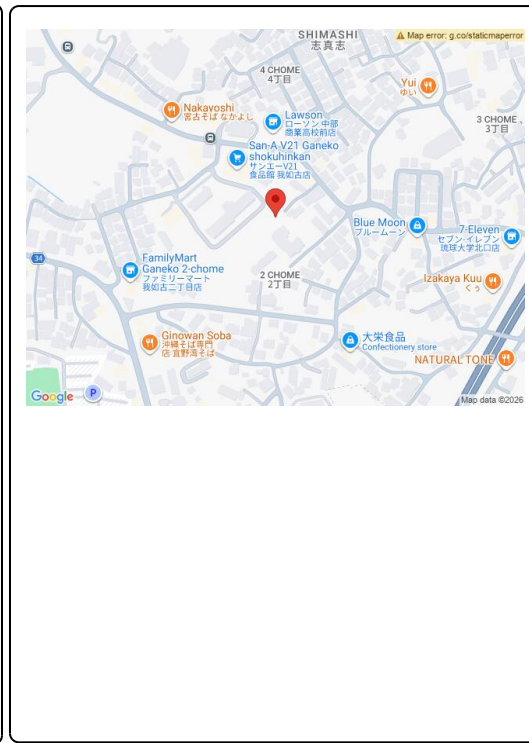 SHIMASHI
志真志
Map error: g.co/staticmaperror
4 CHOME
4丁目
Yui
ゆい
Nakayoshi
宮古そば なかよし
Lawson
ローソン 中部
商業高校前店
3 CHOME
3丁目
San-A V21 Ganeko
shokuhinkan
サンエーV21
食品館 我如古店
Blue Moon
ブルームーン
7-Eleven
セブン-イレブン
琉球大学北口店
34
FamilyMart
Ganeko 2-chome
ファミリーマート
我如古二丁目店
2 CHOME
2丁目
Izakaya Kuu
くぅ
Ginowan Soba
沖縄そば専門
店 宜野湾そば
大栄食品
Confectionery store
NATURAL TONE
Google
P
Map data ©2026